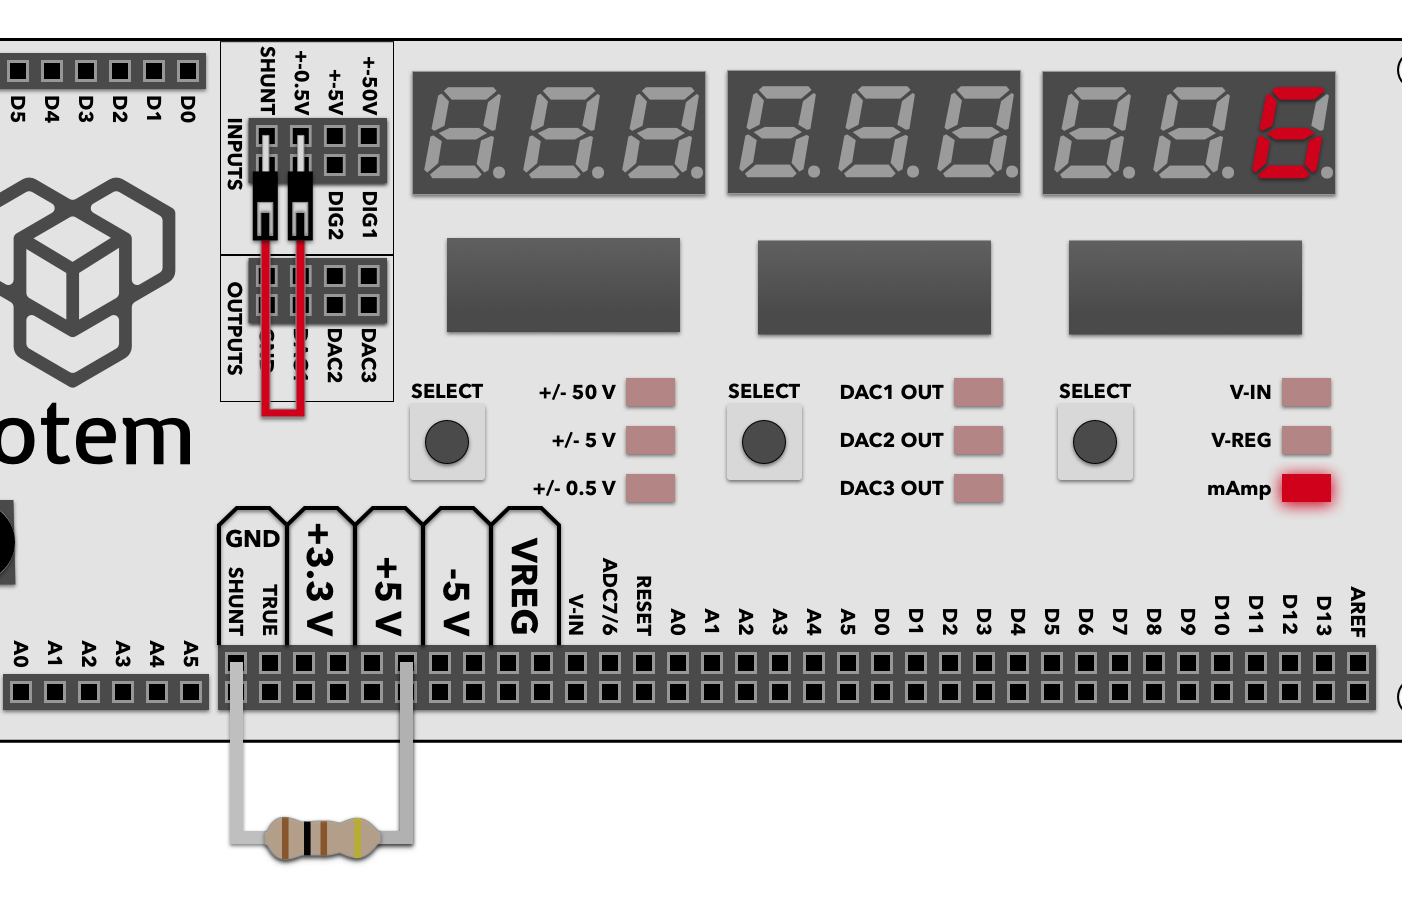 D5 D4 D3 D2 D1 D0
SHUNT +-0.5V +-5V +-50V
INPUTS
DIG2 DIG1
OUTPUTS
DAC2 DAC3
6
otem
SELECT
+/- 50 V
+/- 5 V
+/- 0.5 V
SELECT
DAC1 OUT
DAC2 OUT
DAC3 OUT
SELECT
V-IN
V-REG
mAmp
GND
SHUNT TRUE
+3.3 V
+5 V
-5 V
VREG
V-IN ADC7/6 RESET A0 A1 A2 A3 A4 A5 D0 D1 D2 D3 D4 D5 D6 D7 D8 D9 D10 D11 D12 D13 AREF
A0 A1 A2 A3 A4 A5